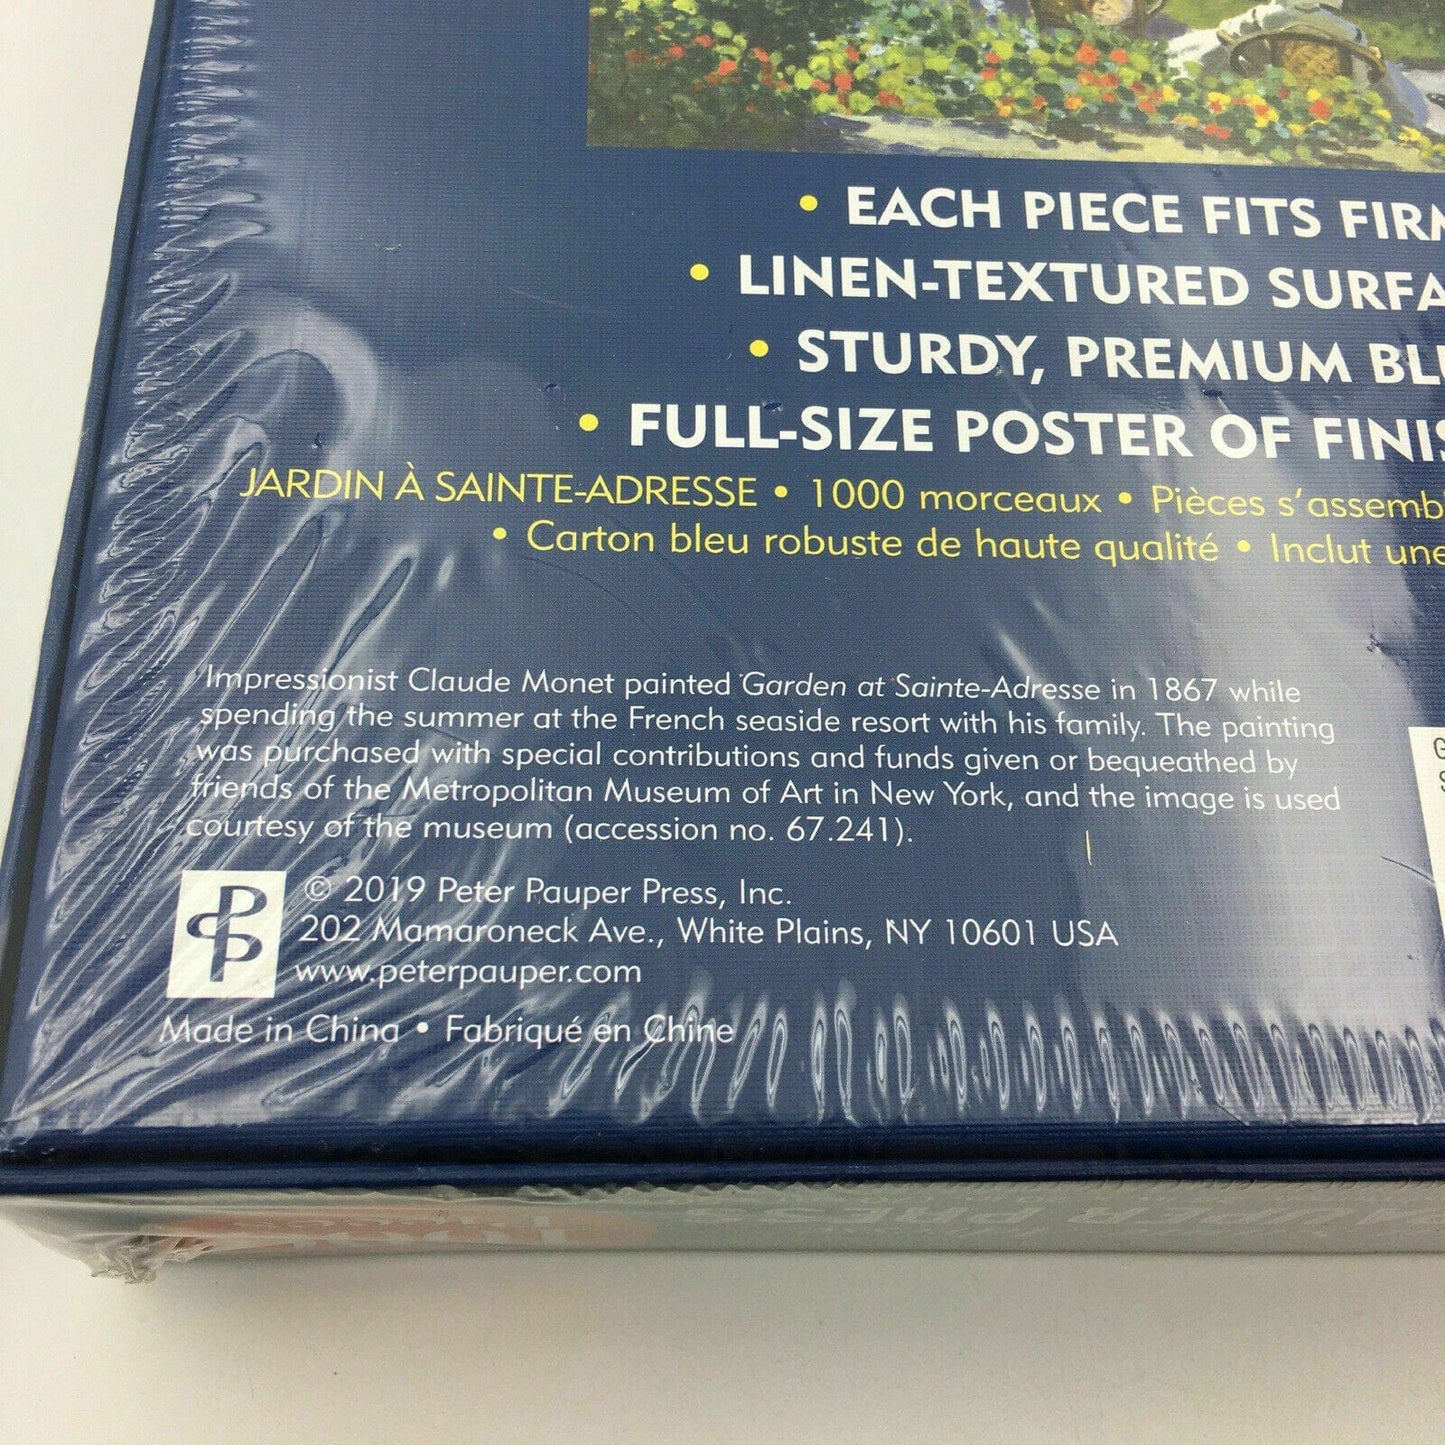 • EACH PIECE FITS FIRM
• LINEN-TEXTURED SURFA
• STURDY, PREMIUM BLU
• FULL-SIZE POSTER OF FINIS
JARDIN À SAINTE-ADRESSE • 1000 morceaux • Pièces s'assemb
• Carton bleu robuste de haute qualité • Inclut une
Impressionist Claude Monet painted Garden at Sainte-Adresse in 1867 while
spending the summer at the French seaside resort with his family. The painting
was purchased with special contributions and funds given or bequeathed by
friends of the Metropolitan Museum of Art in New York, and the image is used
courtesy of the museum (accession no. 67.241).
© 2019 Peter Pauper Press, Inc.
202 Mamaroneck Ave., White Plains, NY 10601 USA
www.peterpauper.com
Made in China • Fabriqué en Chine